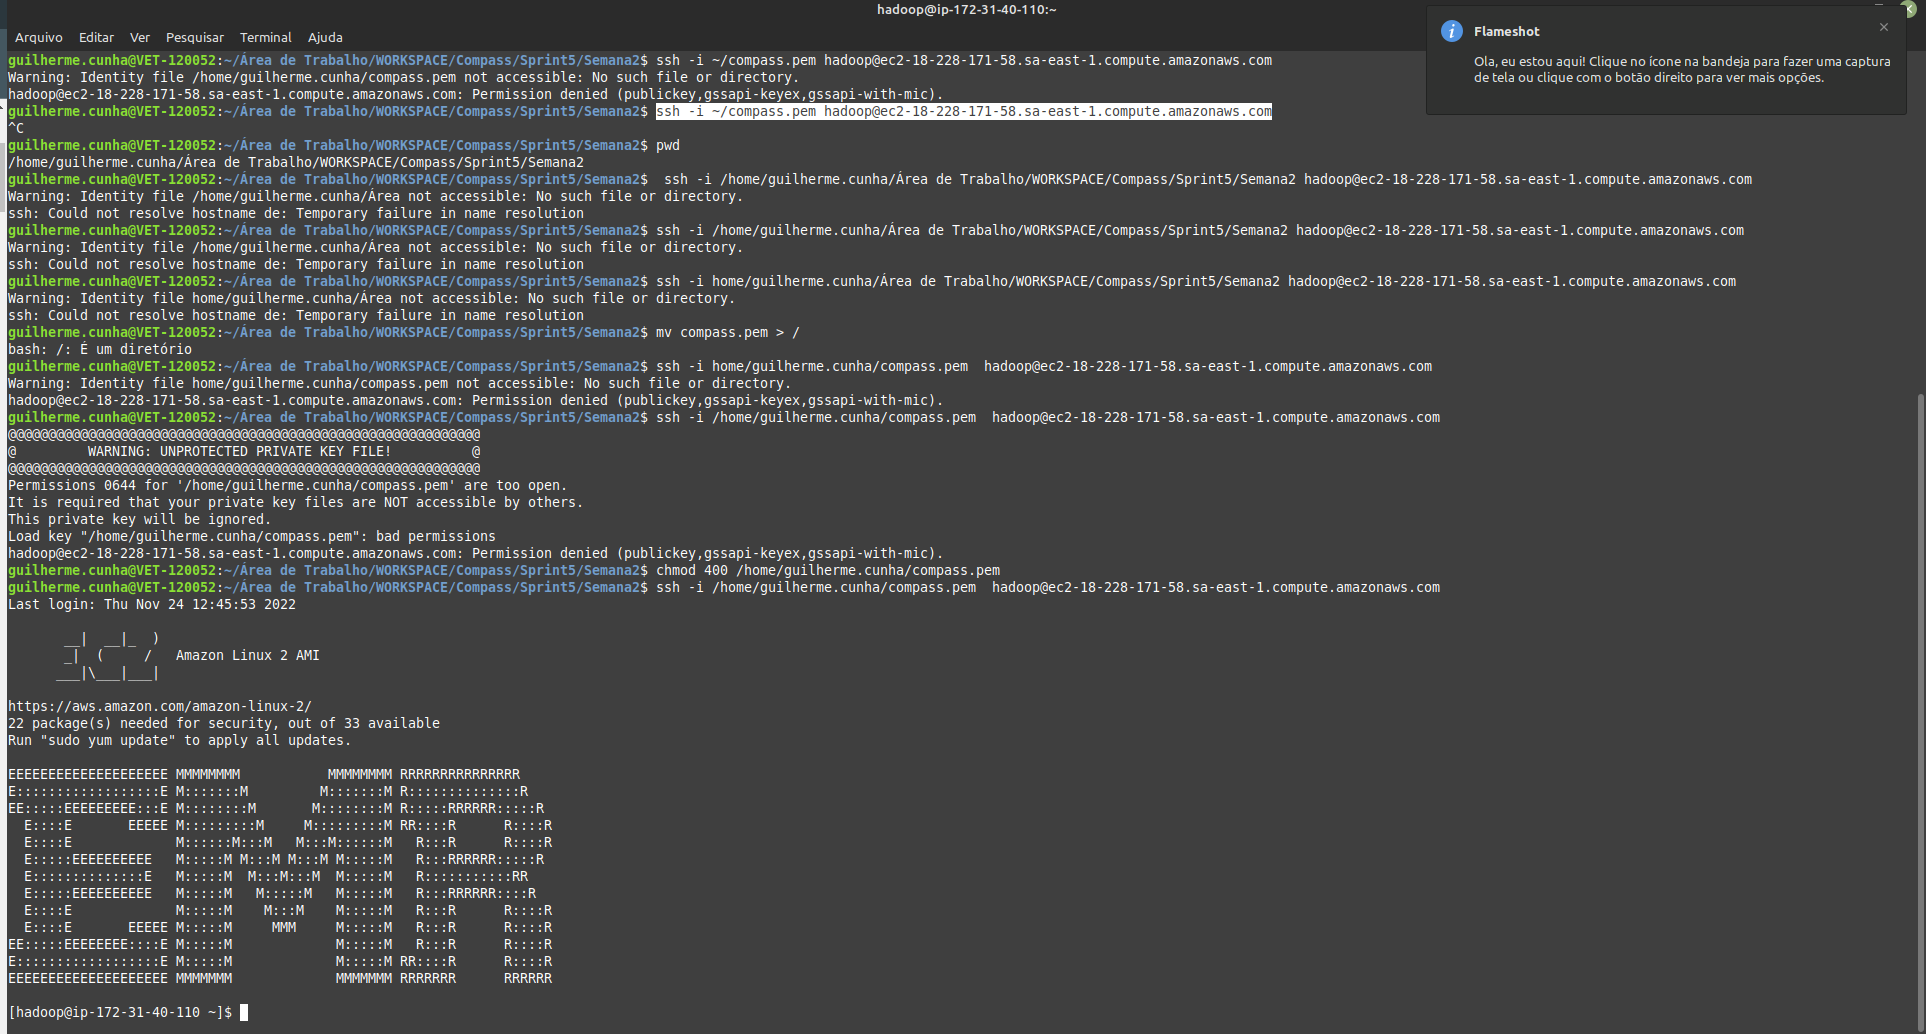 hadoop@ip-172-31-40-110:~
Arquivo Editar Ver Pesquisar Terminal Ajuda
Flameshot
Ola, eu estou aqui! Clique no ícone na bandeja para fazer uma captura
de tela ou clique com o botão direito para ver mais opções.
guilherme.cunha@VET-120052:~/Área de Trabalho/WORKSPACE/Compass/Sprint5/Semana2$ ssh -i ~/compass.pem hadoop@ec2-18-228-171-58.sa-east-1.compute.amazonaws.com
Warning: Identity file /home/guilherme.cunha/compass.pem not accessible: No such file or directory.
hadoop@ec2-18-228-171-58.sa-east-1.compute.amazonaws.com: Permission denied (publickey,gssapi-keyex,gssapi-with-mic).
guilherme.cunha@VET-120052:~/Área de Trabalho/WORKSPACE/Compass/Sprint5/Semana2$ ssh -i ~/compass.pem hadoop@ec2-18-228-171-58.sa-east-1.compute.amazonaws.com
^C
guilherme.cunha@VET-120052:~/Área de Trabalho/WORKSPACE/Compass/Sprint5/Semana2$ pwd
/home/guilherme.cunha/Área de Trabalho/WORKSPACE/Compass/Sprint5/Semana2
guilherme.cunha@VET-120052:~/Área de Trabalho/WORKSPACE/Compass/Sprint5/Semana2$  ssh -i /home/guilherme.cunha/Área de Trabalho/WORKSPACE/Compass/Sprint5/Semana2 hadoop@ec2-18-228-171-58.sa-east-1.compute.amazonaws.com
Warning: Identity file /home/guilherme.cunha/Área not accessible: No such file or directory.
ssh: Could not resolve hostname de: Temporary failure in name resolution
guilherme.cunha@VET-120052:~/Área de Trabalho/WORKSPACE/Compass/Sprint5/Semana2$ ssh -i /home/guilherme.cunha/Área de Trabalho/WORKSPACE/Compass/Sprint5/Semana2 hadoop@ec2-18-228-171-58.sa-east-1.compute.amazonaws.com
Warning: Identity file /home/guilherme.cunha/Área not accessible: No such file or directory.
ssh: Could not resolve hostname de: Temporary failure in name resolution
guilherme.cunha@VET-120052:~/Área de Trabalho/WORKSPACE/Compass/Sprint5/Semana2$ ssh -i home/guilherme.cunha/Área de Trabalho/WORKSPACE/Compass/Sprint5/Semana2 hadoop@ec2-18-228-171-58.sa-east-1.compute.amazonaws.com
Warning: Identity file home/guilherme.cunha/Área not accessible: No such file or directory.
ssh: Could not resolve hostname de: Temporary failure in name resolution
guilherme.cunha@VET-120052:~/Área de Trabalho/WORKSPACE/Compass/Sprint5/Semana2$ mv compass.pem > /
bash: /: É um diretório
guilherme.cunha@VET-120052:~/Área de Trabalho/WORKSPACE/Compass/Sprint5/Semana2$ ssh -i home/guilherme.cunha/compass.pem  hadoop@ec2-18-228-171-58.sa-east-1.compute.amazonaws.com
Warning: Identity file home/guilherme.cunha/compass.pem not accessible: No such file or directory.
hadoop@ec2-18-228-171-58.sa-east-1.compute.amazonaws.com: Permission denied (publickey,gssapi-keyex,gssapi-with-mic).
guilherme.cunha@VET-120052:~/Área de Trabalho/WORKSPACE/Compass/Sprint5/Semana2$ ssh -i /home/guilherme.cunha/compass.pem  hadoop@ec2-18-228-171-58.sa-east-1.compute.amazonaws.com
@@@@@@@@@@@@@@@@@@@@@@@@@@@@@@@@@@@@@@@@@@@@@@@@@@@@@@@@@@@
@         WARNING: UNPROTECTED PRIVATE KEY FILE!          @
@@@@@@@@@@@@@@@@@@@@@@@@@@@@@@@@@@@@@@@@@@@@@@@@@@@@@@@@@@@
Permissions 0644 for '/home/guilherme.cunha/compass.pem' are too open.
It is required that your private key files are NOT accessible by others.
This private key will be ignored.
Load key "/home/guilherme.cunha/compass.pem": bad permissions
hadoop@ec2-18-228-171-58.sa-east-1.compute.amazonaws.com: Permission denied (publickey,gssapi-keyex,gssapi-with-mic).
guilherme.cunha@VET-120052:~/Área de Trabalho/WORKSPACE/Compass/Sprint5/Semana2$ chmod 400 /home/guilherme.cunha/compass.pem
guilherme.cunha@VET-120052:~/Área de Trabalho/WORKSPACE/Compass/Sprint5/Semana2$ ssh -i /home/guilherme.cunha/compass.pem  hadoop@ec2-18-228-171-58.sa-east-1.compute.amazonaws.com
Last login: Thu Nov 24 12:45:53 2022
       __|  __|_  )
       _|  (     /   Amazon Linux 2 AMI
      ___|\___|___|
https://aws.amazon.com/amazon-linux-2/
22 package(s) needed for security, out of 33 available
Run "sudo yum update" to apply all updates.
EEEEEEEEEEEEEEEEEEEE MMMMMMMM           MMMMMMMM RRRRRRRRRRRRRRR
E::::::::::::::::::E M:::::::M         M:::::::M R::::::::::::::R
EE:::::EEEEEEEEE:::E M::::::::M       M::::::::M R:::::RRRRRR:::::R
  E::::E       EEEEE M:::::::::M     M:::::::::M RR::::R      R::::R
  E::::E             M::::::M:::M   M:::M::::::M   R:::R      R::::R
  E:::::EEEEEEEEEE   M:::::M M:::M M:::M M:::::M   R:::RRRRRR:::::R
  E::::::::::::::E   M:::::M  M:::M:::M  M:::::M   R:::::::::::RR
  E:::::EEEEEEEEEE   M:::::M   M:::::M   M:::::M   R:::RRRRRR::::R
  E::::E             M:::::M    M:::M    M:::::M   R:::R      R::::R
  E::::E       EEEEE M:::::M     MMM     M:::::M   R:::R      R::::R
EE:::::EEEEEEEE::::E M:::::M             M:::::M   R:::R      R::::R
E::::::::::::::::::E M:::::M             M:::::M RR::::R      R::::R
EEEEEEEEEEEEEEEEEEEE MMMMMMM             MMMMMMM RRRRRRR      RRRRRR
[hadoop@ip-172-31-40-110 ~]$